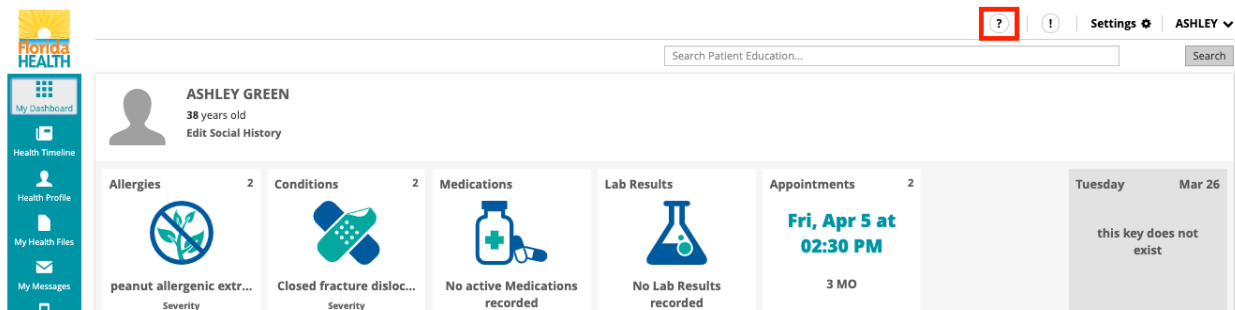 Florida
HEALTH
?
!
Settings
ASHLEY
Search Patient Education...
Search
My Dashboard
Health Timeline
Health Profile
My Health Files
My Messages
ASHLEY GREEN
38 years old
Edit Social History
Allergies 2
peanut allergenic extr...
Severity
Conditions 2
Closed fracture disloc...
Severity
Medications
No active Medications
recorded
Lab Results
No Lab Results
recorded
Appointments 2
Fri, Apr 5 at
02:30 PM
3 MO
Tuesday Mar 26
this key does not
exist